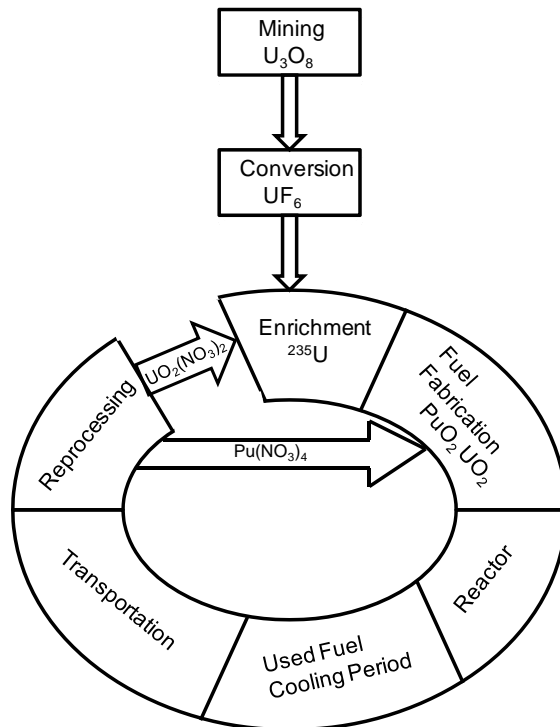 Mining
U₃O₈
Conversion
UF₆
Enrichment
²³⁵U
Fuel
Fabrication
PuO₂ UO₂
Reactor
Used Fuel
Cooling Period
Transportation
Reprocessing
UO₂(NO₃)₂
Pu(NO₃)₄